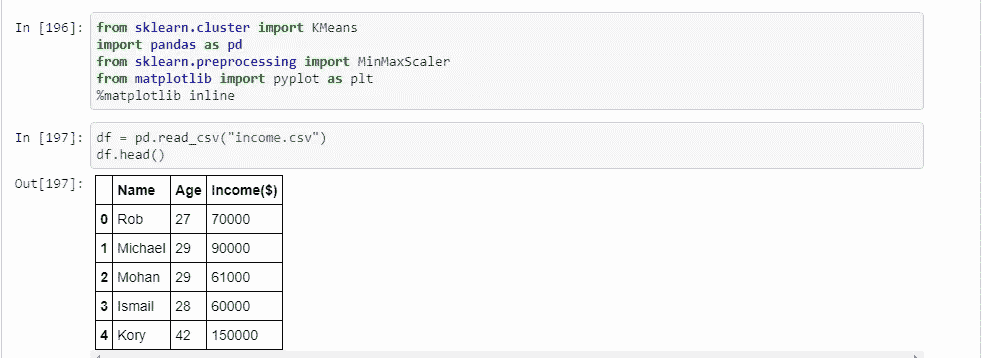 In [196]: from sklearn.cluster import KMeans
import pandas as pd
from sklearn.preprocessing import MinMaxScaler
from matplotlib import pyplot as plt
%matplotlib inline
In [197]: df = pd.read_csv("income.csv")
df.head()
Out[197]:
Name Age Income($)
0 Rob 27 70000
1 Michael 29 90000
2 Mohan 29 61000
3 Ismail 28 60000
4 Kory 42 150000